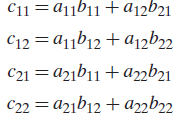 c₁₁ = a₁₁b₁₁ + a₁₂b₂₁
c₁₂ = a₁₁b₁₂ + a₁₂b₂₂
c₂₁ = a₂₁b₁₁ + a₂₂b₂₁
c₂₂ = a₂₁b₁₂ + a₂₂b₂₂